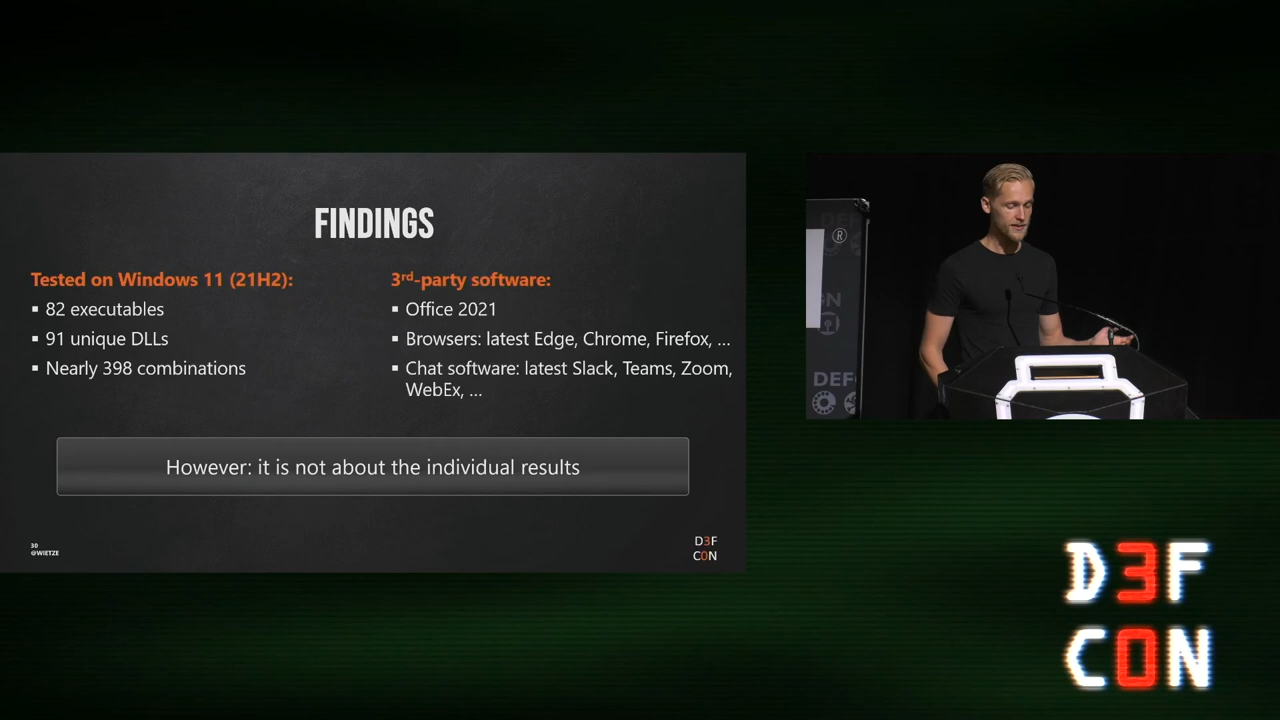 FINDINGS
Tested on Windows 11 (21H2):
▪ 82 executables
▪ 91 unique DLLs
▪ Nearly 398 combinations
3rd-party software:
▪ Office 2021
▪ Browsers: latest Edge, Chrome, Firefox, ...
▪ Chat software: latest Slack, Teams, Zoom,
WebEx, ...
However: it is not about the individual results
30
@WIETZE
D3F
C0N
®
DEF
D3F
C0N